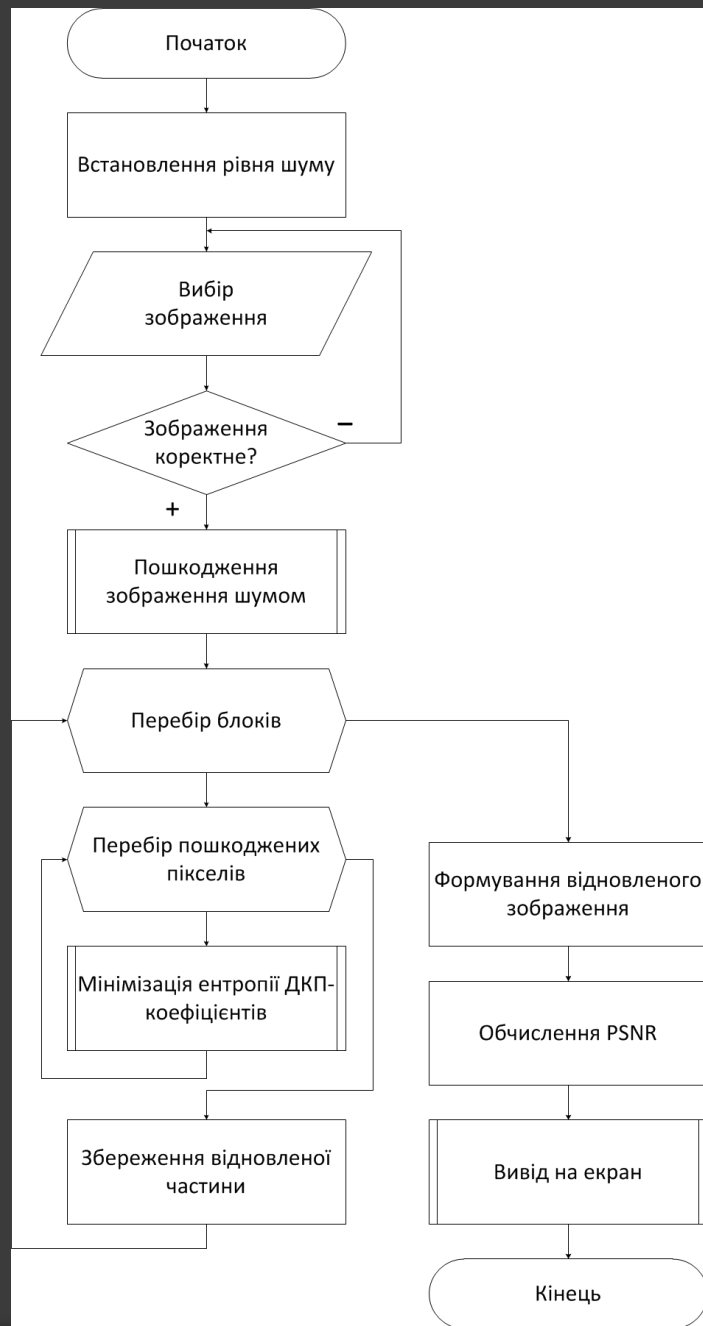 Початок
Встановлення рівня шуму
Вибір
зображення
Зображення
коректне?
−
+
Пошкодження
зображення шумом
Перебір блоків
Перебір пошкоджених
пікселів
Мінімізація ентропії ДКП-
коефіцієнтів
Збереження відновленої
частини
Формування відновленого
зображення
Обчислення PSNR
Вивід на екран
Кінець